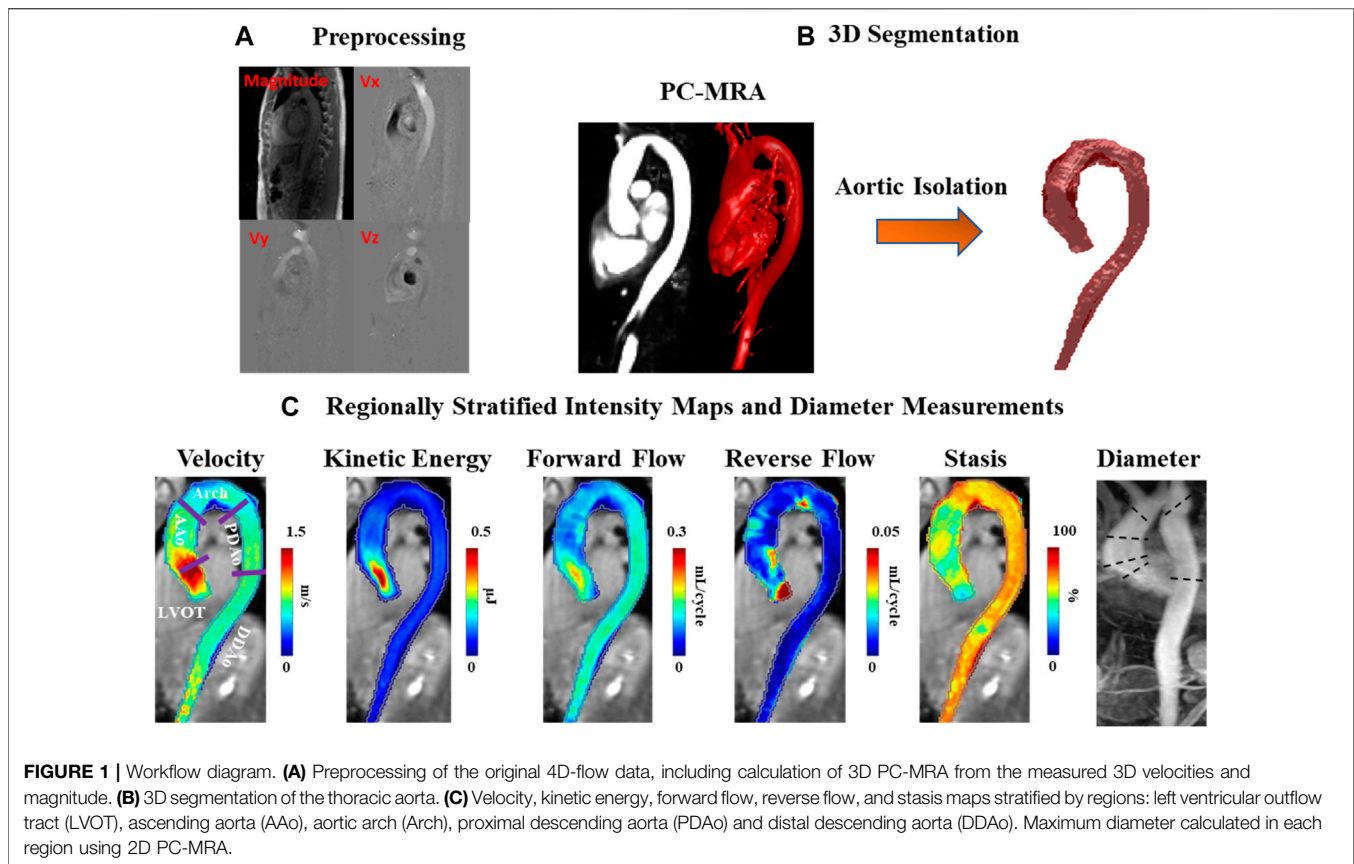 A Preprocessing
B 3D Segmentation
Magnitude
Vx
Vy
Vz
PC-MRA
Aortic Isolation
C Regionally Stratified Intensity Maps and Diameter Measurements
Velocity
Kinetic Energy
Forward Flow
Reverse Flow
Stasis
Diameter
Arch
AAo
PDAo
LVOT
DDAo
1.5
m/s
0
0.5
µJ
0
0.3
mL/cycle
0
0.05
mL/cycle
0
100
%
0
FIGURE 1 | Workflow diagram. (A) Preprocessing of the original 4D-flow data, including calculation of 3D PC-MRA from the measured 3D velocities and
magnitude. (B) 3D segmentation of the thoracic aorta. (C) Velocity, kinetic energy, forward flow, reverse flow, and stasis maps stratified by regions: left ventricular outflow
tract (LVOT), ascending aorta (AAo), aortic arch (Arch), proximal descending aorta (PDAo) and distal descending aorta (DDAo). Maximum diameter calculated in each
region using 2D PC-MRA.